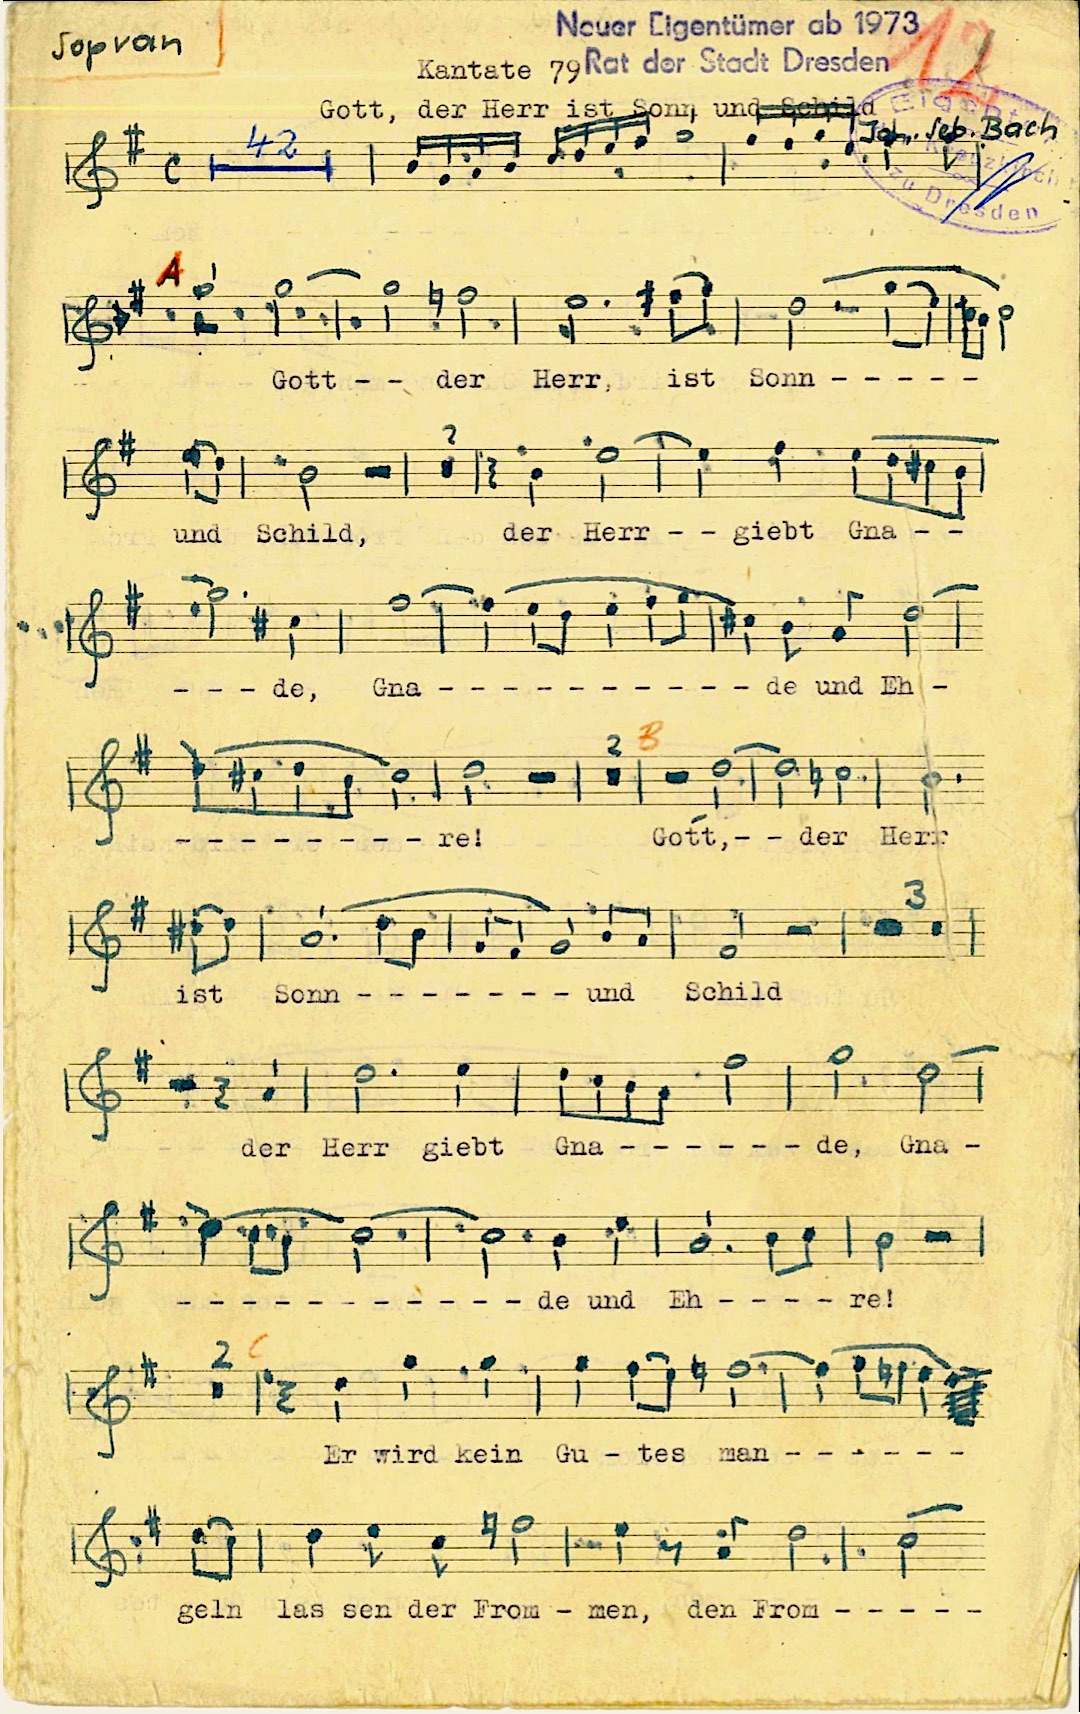 Sopran
Neuer Eigentümer ab 1973
Rat der Stadt Dresden
12
Kantate 79
Gott, der Herr ist Sonn und Schild
Joh. Seb. Bach
zu Dresden
42
A
Gott - - der Herr, ist Sonn - - - - -
2
und Schild, der Herr - - giebt Gna - -
- - - de, Gna - - - - - - - - - - - de und Eh -
2 B
- - - - - - - - re! Gott,- - der Herr
3
ist Sonn - - - - - - - und Schild
der Herr giebt Gna - - - - - - de, Gna -
- - - - - - - - - - - de und Eh - - - - re!
2 C
Er wird kein Gu - tes man - - - - - -
geln las sen der From - men, den From - - - - -